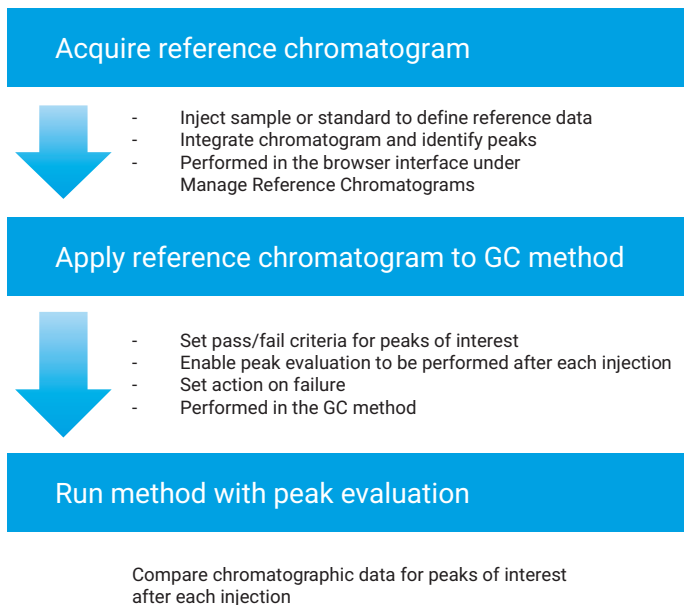 Acquire reference chromatogram
- Inject sample or standard to define reference data
- Integrate chromatogram and identify peaks
- Performed in the browser interface under
Manage Reference Chromatograms
Apply reference chromatogram to GC method
- Set pass/fail criteria for peaks of interest
- Enable peak evaluation to be performed after each injection
- Set action on failure
- Performed in the GC method
Run method with peak evaluation
Compare chromatographic data for peaks of interest
after each injection